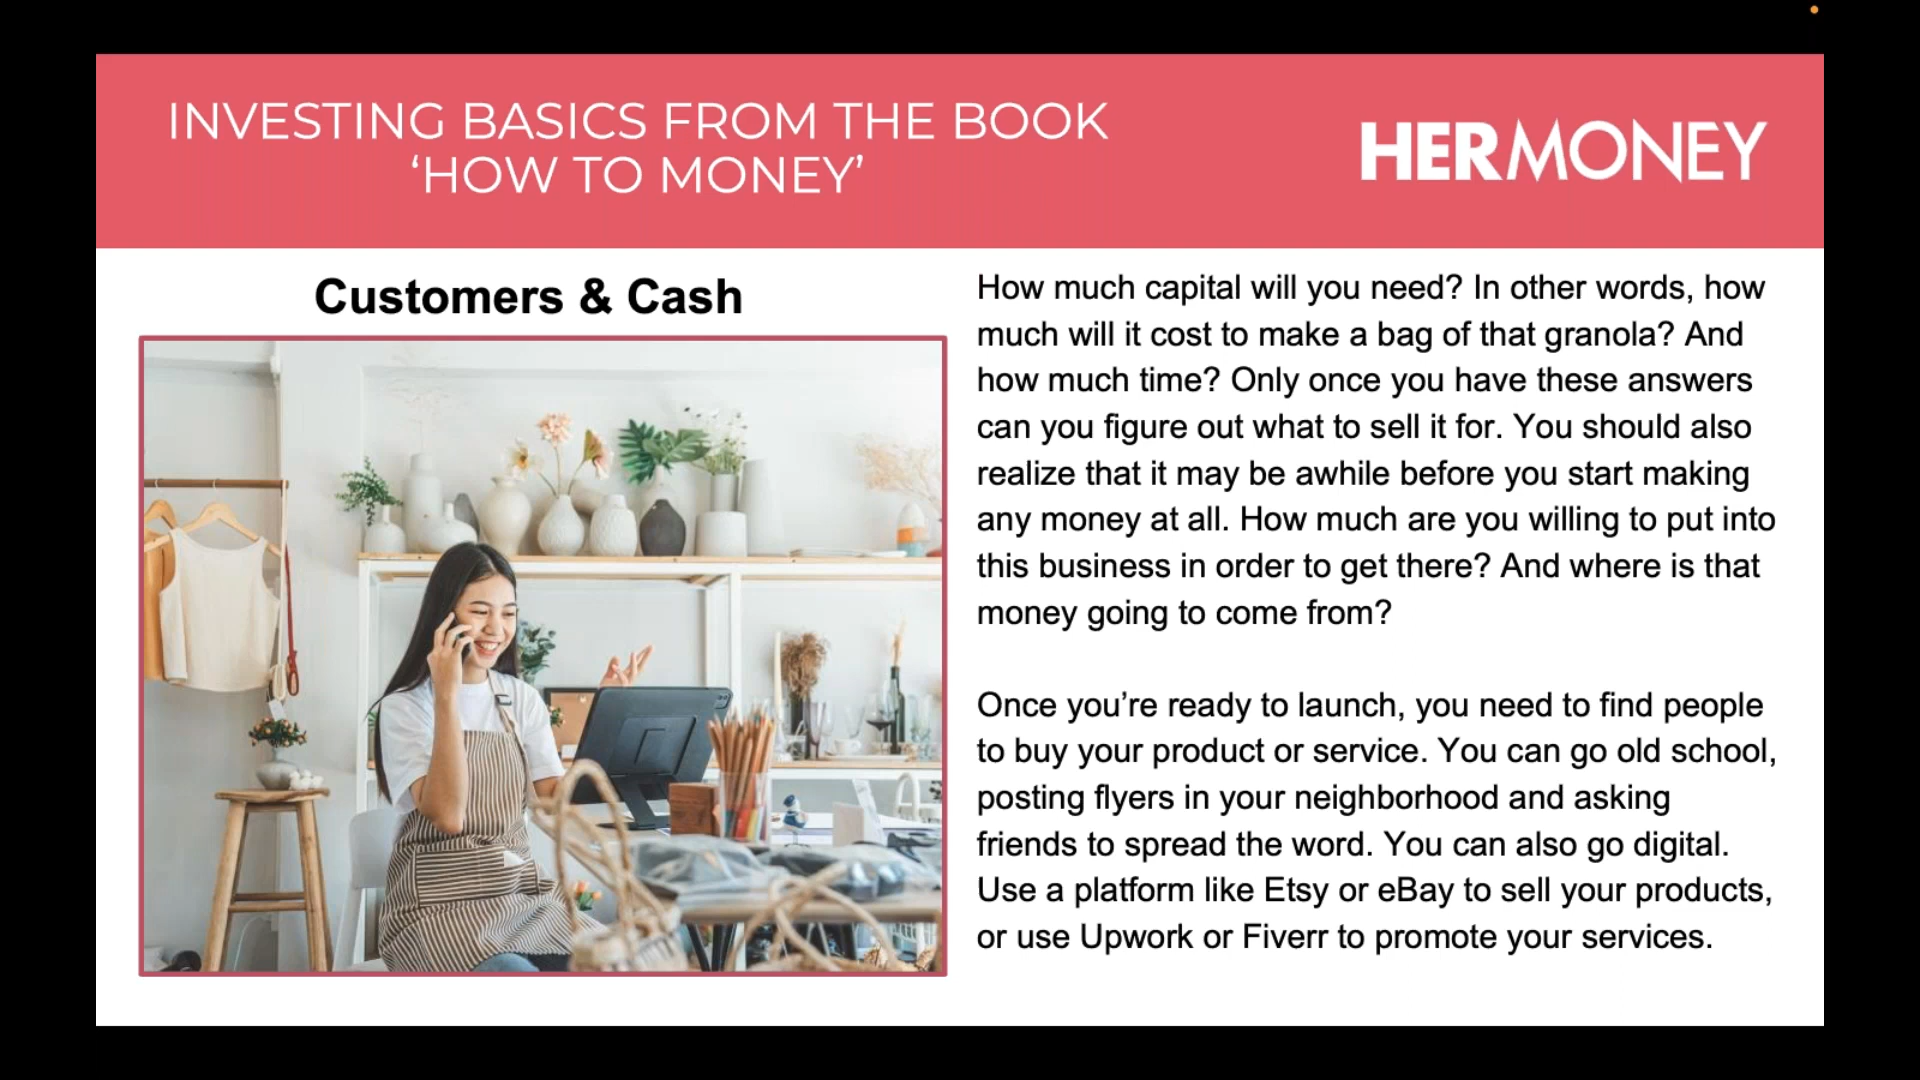 INVESTING BASICS FROM THE BOOK
‘HOW TO MONEY’
HERMONEY
Customers & Cash
How much capital will you need? In other words, how
much will it cost to make a bag of that granola? And
how much time? Only once you have these answers
can you figure out what to sell it for. You should also
realize that it may be awhile before you start making
any money at all. How much are you willing to put into
this business in order to get there? And where is that
money going to come from?
Once you’re ready to launch, you need to find people
to buy your product or service. You can go old school,
posting flyers in your neighborhood and asking
friends to spread the word. You can also go digital.
Use a platform like Etsy or eBay to sell your products,
or use Upwork or Fiverr to promote your services.